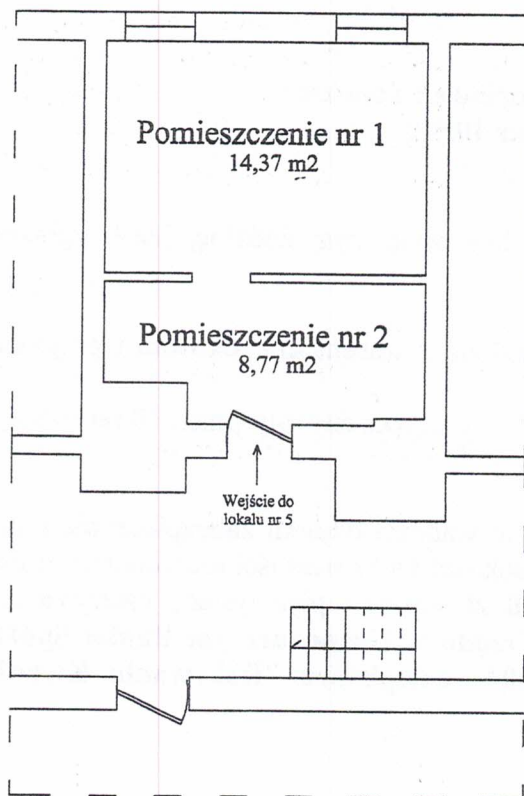 Pomieszczenie nr 1
14,37 m2
Pomieszczenie nr 2
8,77 m2
Wejście do
lokalu nr 5